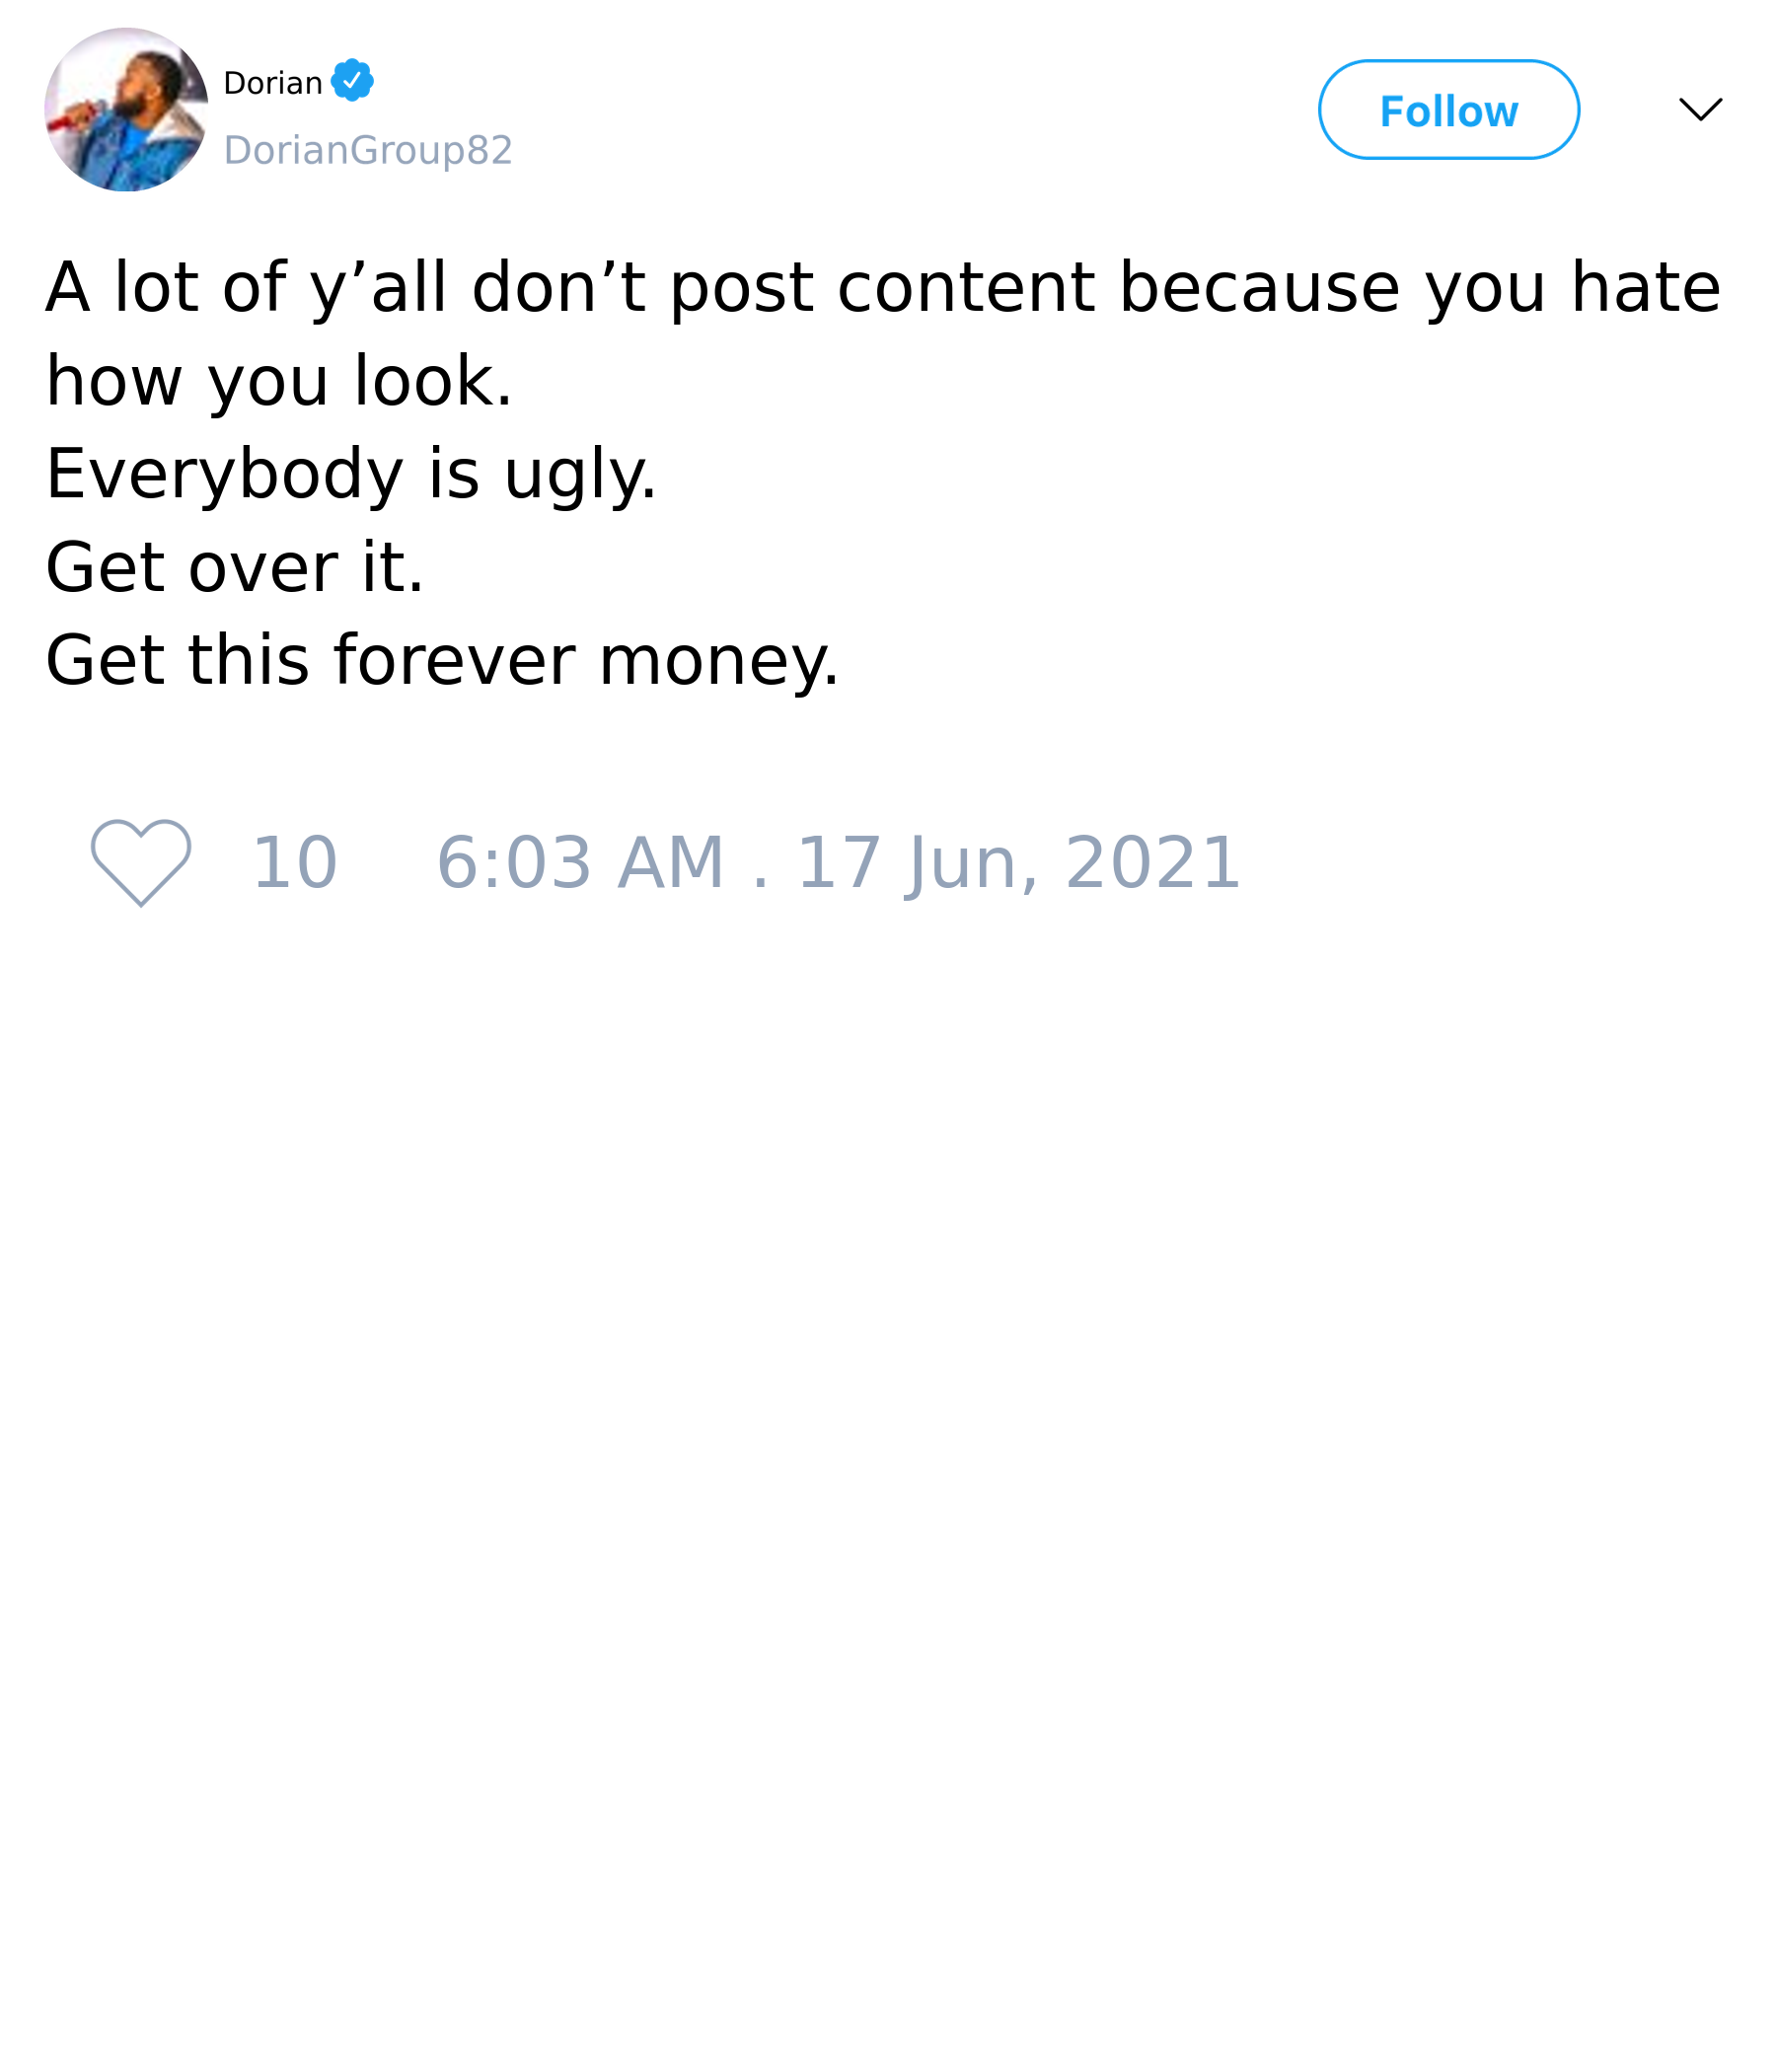 Dorian
DorianGroup82
Follow
A lot of y’all don’t post content because you hate
how you look.
Everybody is ugly.
Get over it.
Get this forever money.
10 6:03 AM . 17 Jun, 2021